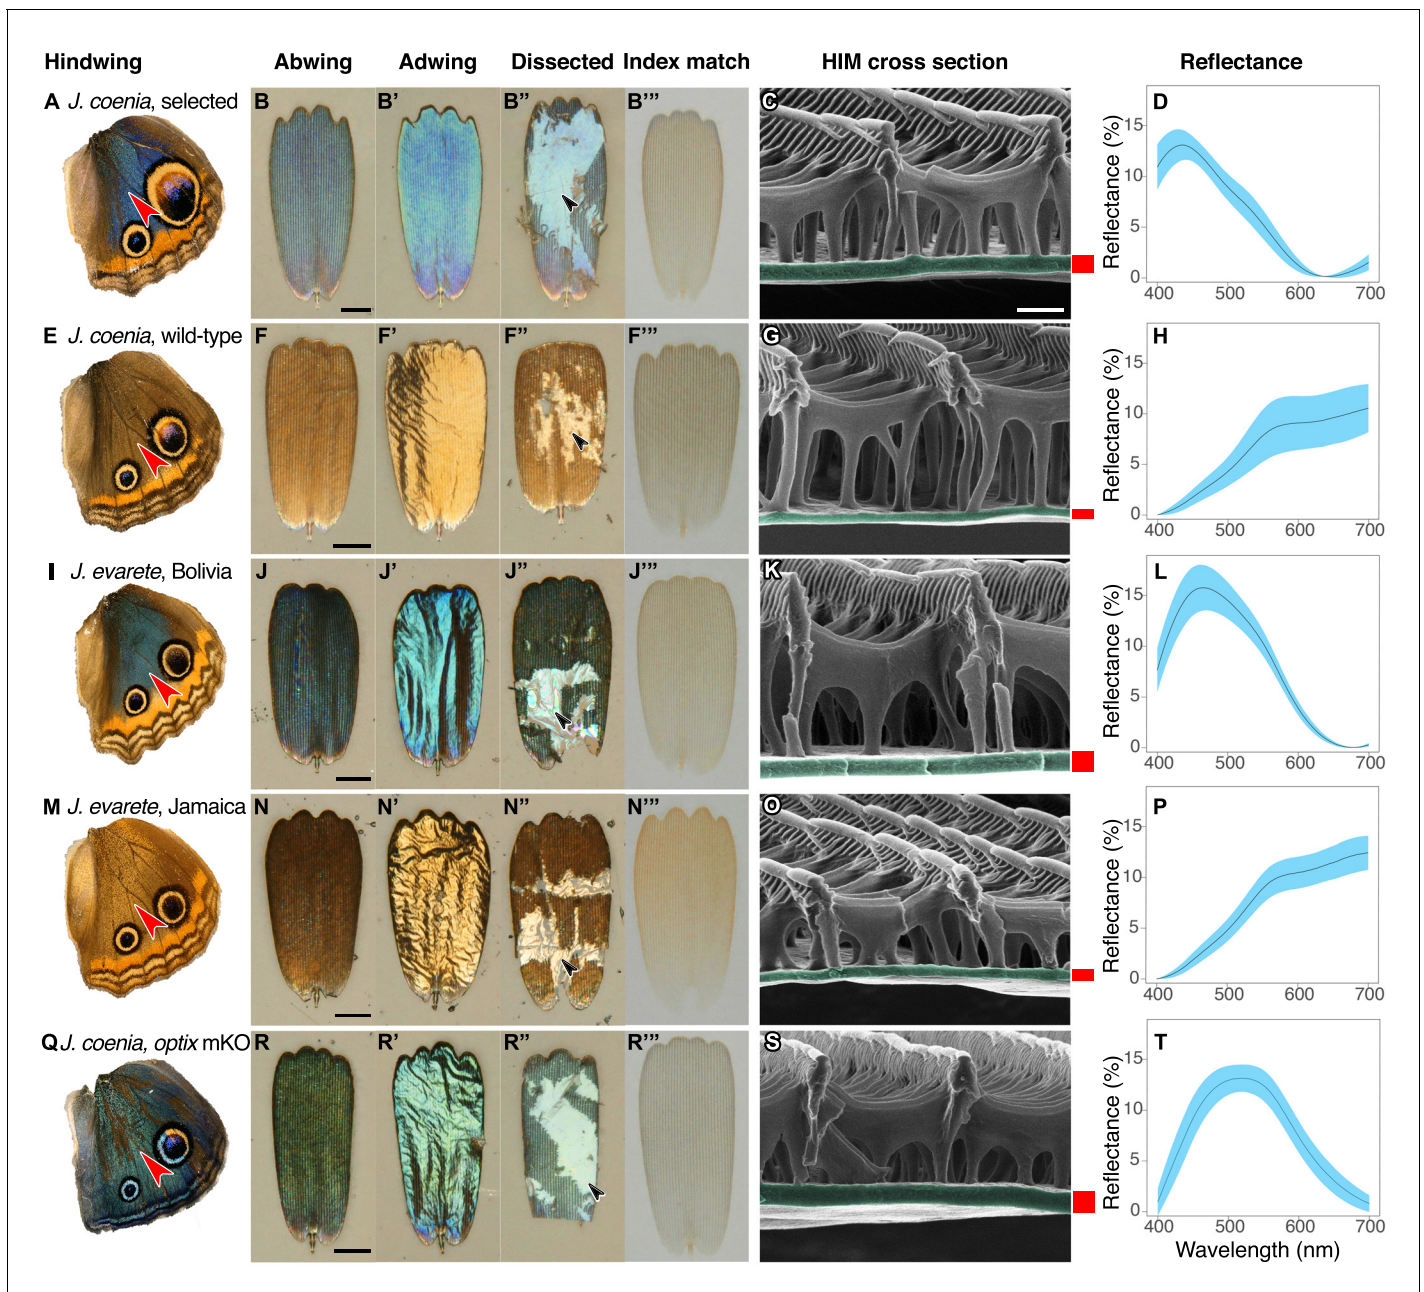 Hindwing Abwing Adwing Dissected Index match HIM cross section Reflectance
A J. coenia, selected B B' B'' B''' C D
Reflectance (%)
15
10
5
0
400 500 600 700
E J. coenia, wild-type F F' F'' F''' G H
Reflectance (%)
15
10
5
0
400 500 600 700
I J. evarete, Bolivia J J' J'' J''' K L
Reflectance (%)
15
10
5
0
400 500 600 700
M J. evarete, Jamaica N N' N'' N''' O P
Reflectance (%)
15
10
5
0
400 500 600 700
Q J. coenia, optix mKO R R' R'' R''' S T
Reflectance (%)
15
10
5
0
400 500 600 700
Wavelength (nm)